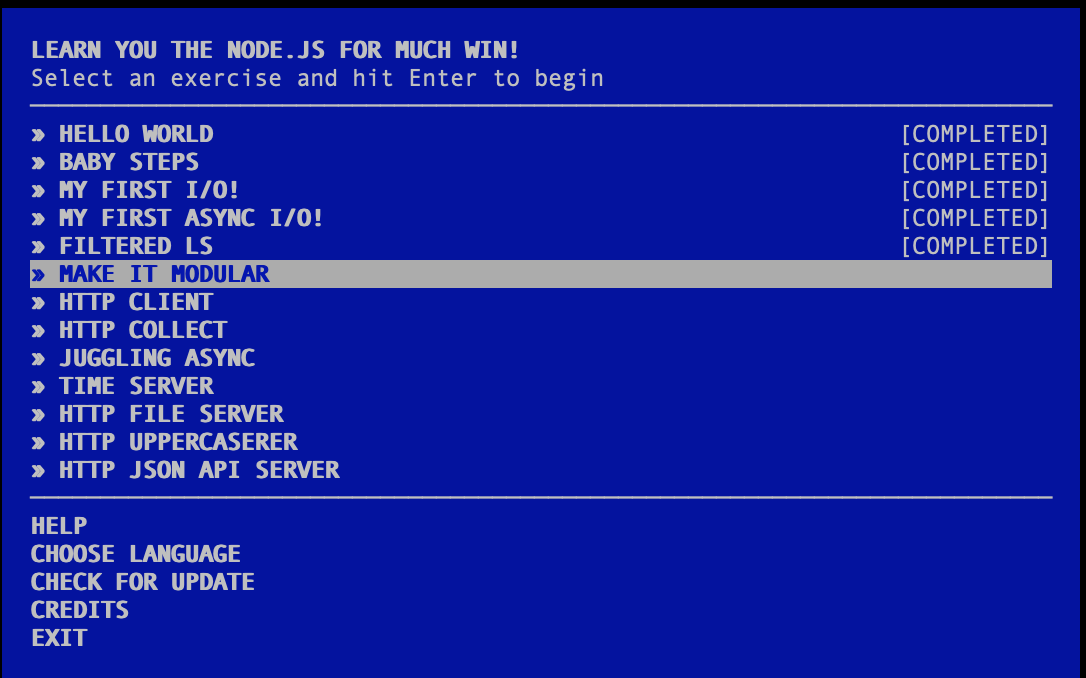 LEARN YOU THE NODE.JS FOR MUCH WIN!
Select an exercise and hit Enter to begin
» HELLO WORLD [COMPLETED]
» BABY STEPS [COMPLETED]
» MY FIRST I/O! [COMPLETED]
» MY FIRST ASYNC I/O! [COMPLETED]
» FILTERED LS [COMPLETED]
» MAKE IT MODULAR
» HTTP CLIENT
» HTTP COLLECT
» JUGGLING ASYNC
» TIME SERVER
» HTTP FILE SERVER
» HTTP UPPERCASERER
» HTTP JSON API SERVER
HELP
CHOOSE LANGUAGE
CHECK FOR UPDATE
CREDITS
EXIT